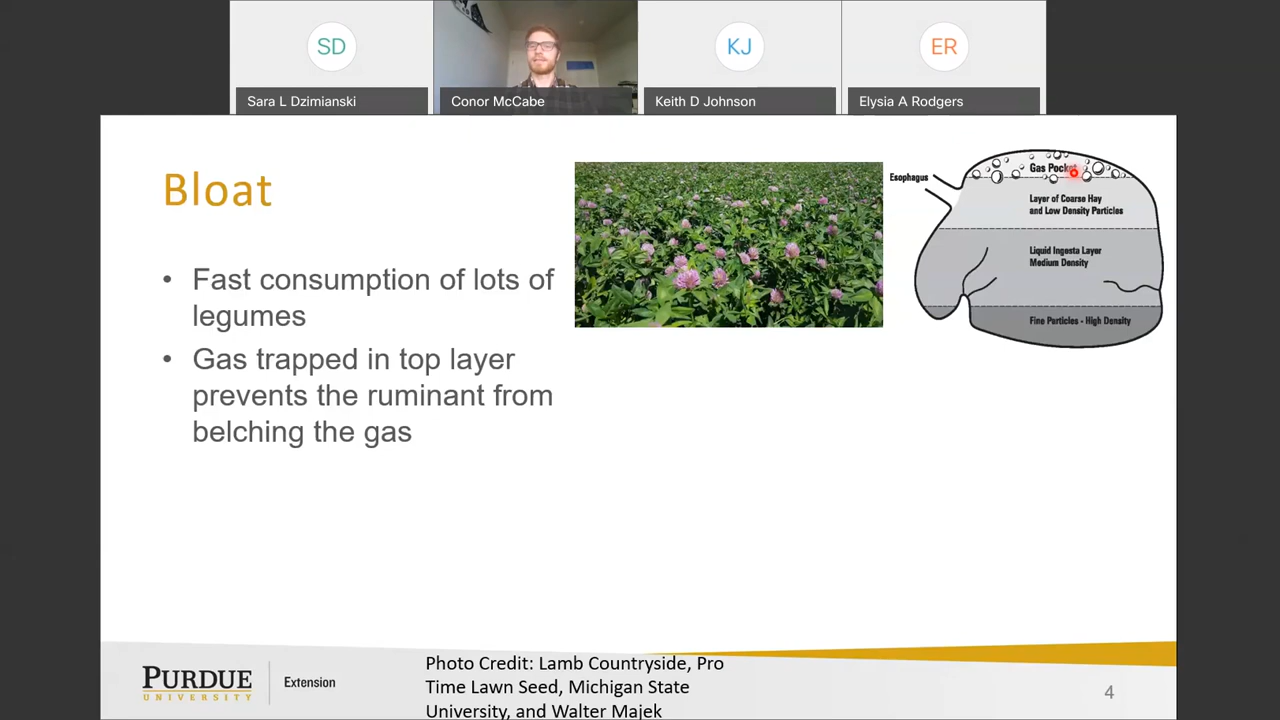 SD
KJ
ER
Sara L Dzimianski
Conor McCabe
Keith D Johnson
Elysia A Rodgers
Bloat
• Fast consumption of lots of
legumes
• Gas trapped in top layer
prevents the ruminant from
belching the gas
Esophagus
Gas Pocket
Layer of Coarse Hay
and Low Density Particles
Liquid Ingesta Layer
Medium Density
Fine Particles - High Density
PURDUE
UNIVERSITY
Extension
Photo Credit: Lamb Countryside, Pro
Time Lawn Seed, Michigan State
University, and Walter Majek
4